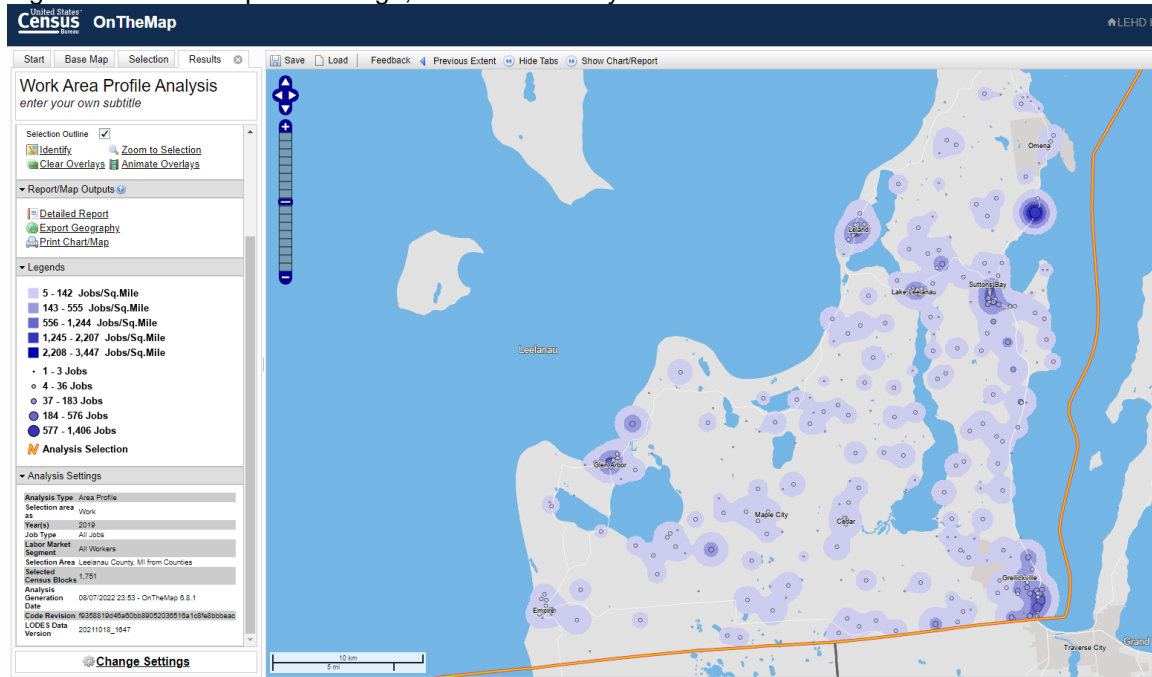 United States
Census
Bureau
OnTheMap
LEHD
Start Base Map Selection Results
Save Load Feedback Previous Extent Hide Tabs Show Chart/Report
Work Area Profile Analysis
enter your own subtitle
Selection Outline
Identify Zoom to Selection
Clear Overlays Animate Overlays
Report/Map Outputs
Detailed Report
Export Geography
Print Chart/Map
Legends
5 - 142 Jobs/Sq.Mile
143 - 555 Jobs/Sq.Mile
556 - 1,244 Jobs/Sq.Mile
1,245 - 2,207 Jobs/Sq.Mile
2,208 - 3,447 Jobs/Sq.Mile
1 - 3 Jobs
4 - 36 Jobs
37 - 183 Jobs
184 - 576 Jobs
577 - 1,406 Jobs
Analysis Selection
Analysis Settings
Analysis Type Area Profile
Selection area as Work
Year(s) 2019
Job Type All Jobs
Labor Market Segment All Workers
Selection Area Leelanau County, MI from Counties
Selected Census Blocks 1,751
Analysis Generation Date 08/07/2022 23:53 - OnTheMap 6.8.1
Code Revision
LODES Data Version 20211018_1647
Change Settings
Omena
Leland
Lake Leelanau
Suttons Bay
Leelanau
Glen Arbor
Maple City
Cedar
Greilickville
Empire
Traverse City
Grand
10 km
5 mi